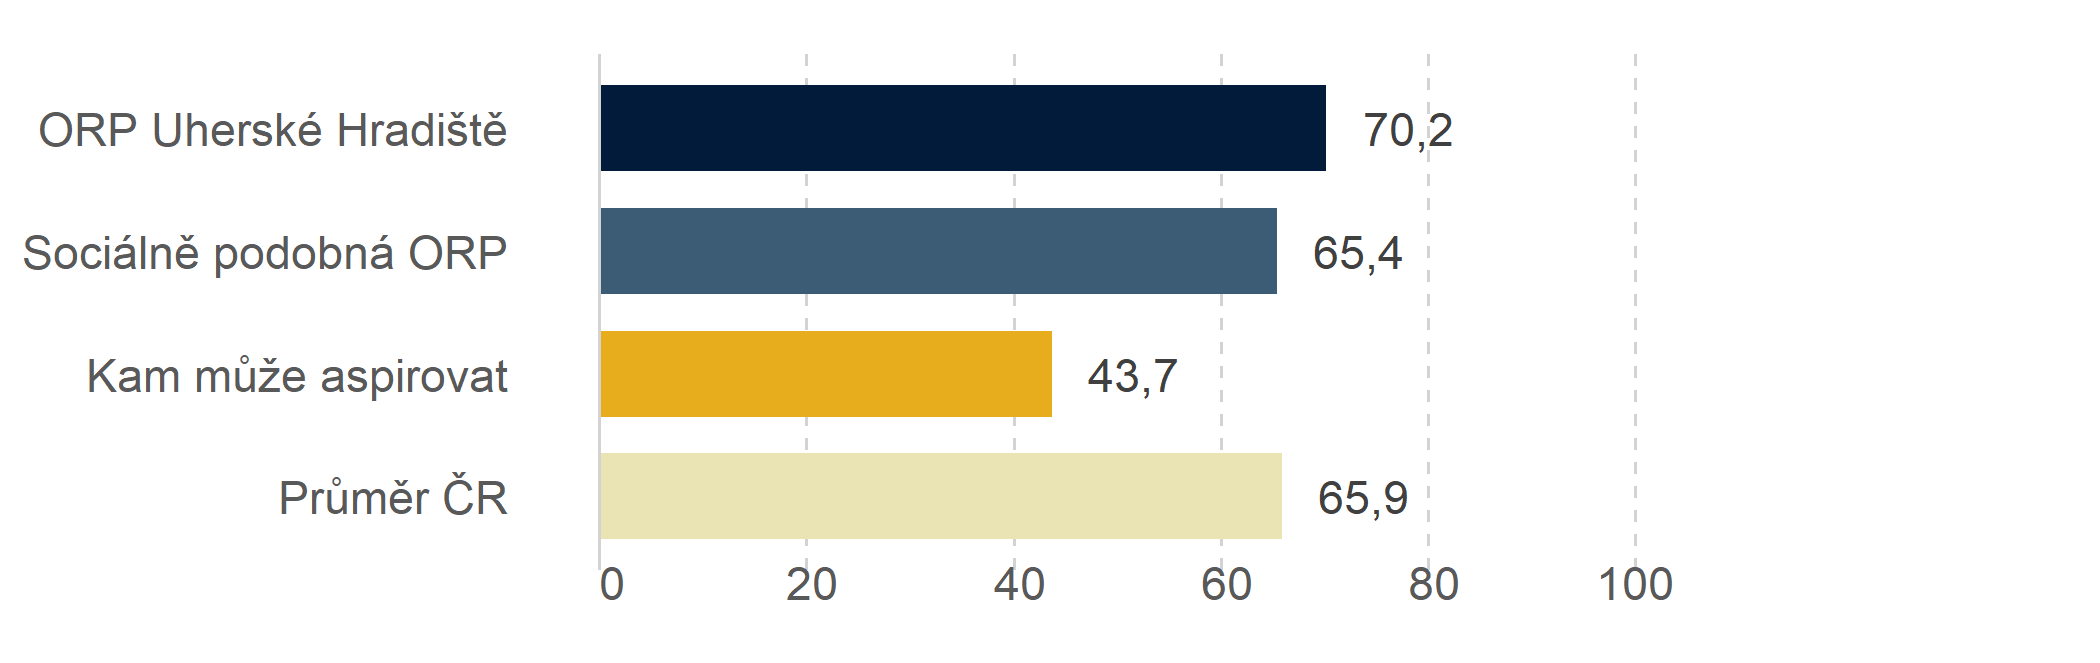 ORP Uherské Hradiště 70,2
Sociálně podobná ORP 65,4
Kam může aspirovat 43,7
Průměr ČR 65,9
0 20 40 60 80 100